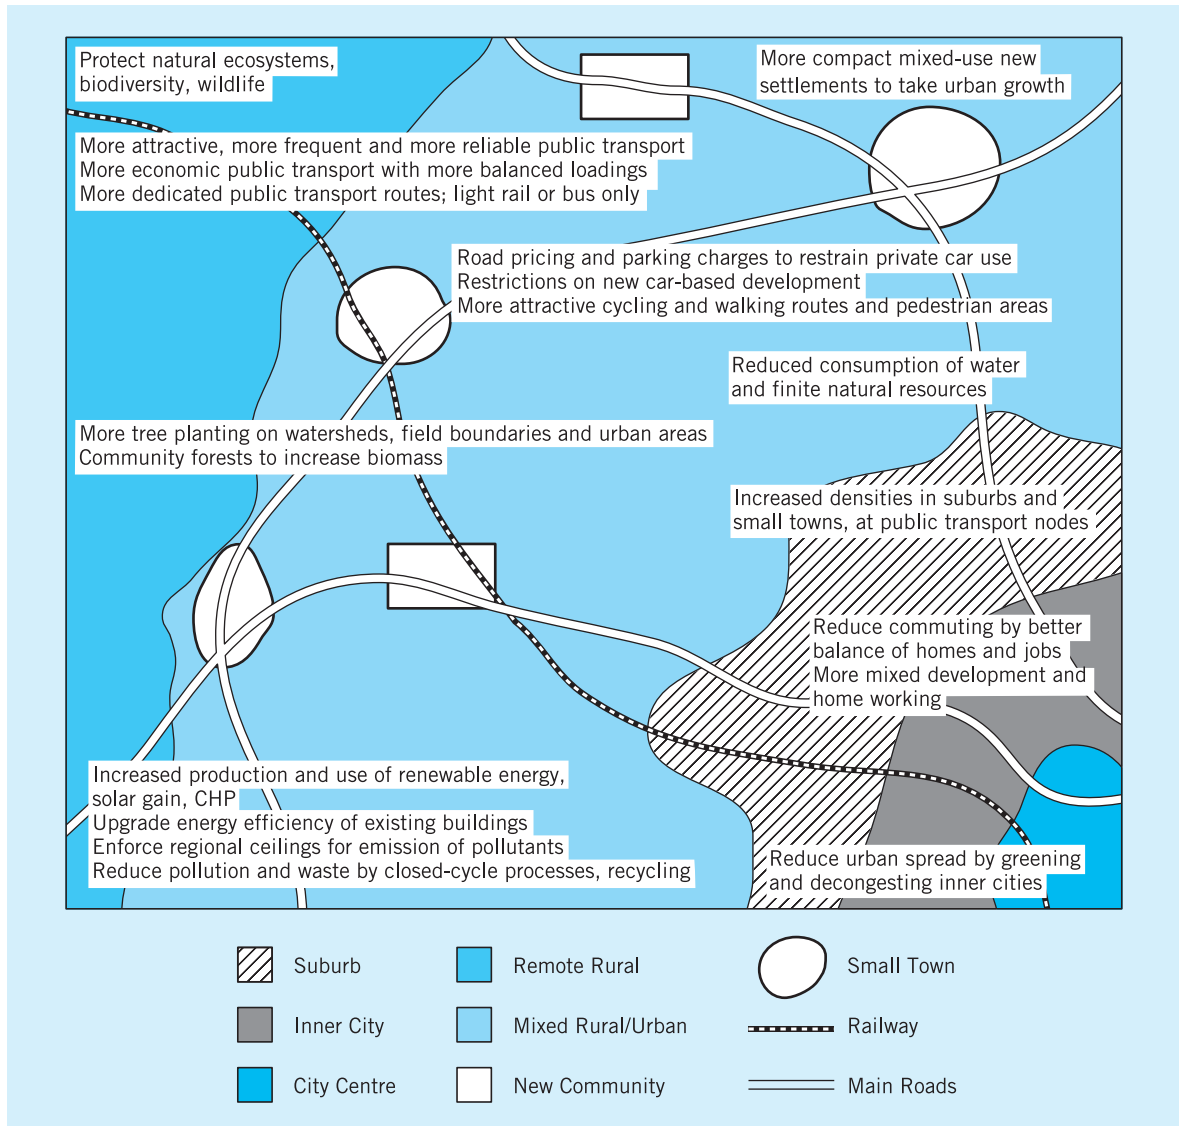 Protect natural ecosystems,
biodiversity, wildlife
More compact mixed-use new
settlements to take urban growth
More attractive, more frequent and more reliable public transport
More economic public transport with more balanced loadings
More dedicated public transport routes; light rail or bus only
Road pricing and parking charges to restrain private car use
Restrictions on new car-based development
More attractive cycling and walking routes and pedestrian areas
Reduced consumption of water
and finite natural resources
More tree planting on watersheds, field boundaries and urban areas
Community forests to increase biomass
Increased densities in suburbs and
small towns, at public transport nodes
Reduce commuting by better
balance of homes and jobs
More mixed development and
home working
Increased production and use of renewable energy,
solar gain, CHP
Upgrade energy efficiency of existing buildings
Enforce regional ceilings for emission of pollutants
Reduce pollution and waste by closed-cycle processes, recycling
Reduce urban spread by greening
and decongesting inner cities
Suburb
Remote Rural
Small Town
Inner City
Mixed Rural/Urban
Railway
City Centre
New Community
Main Roads